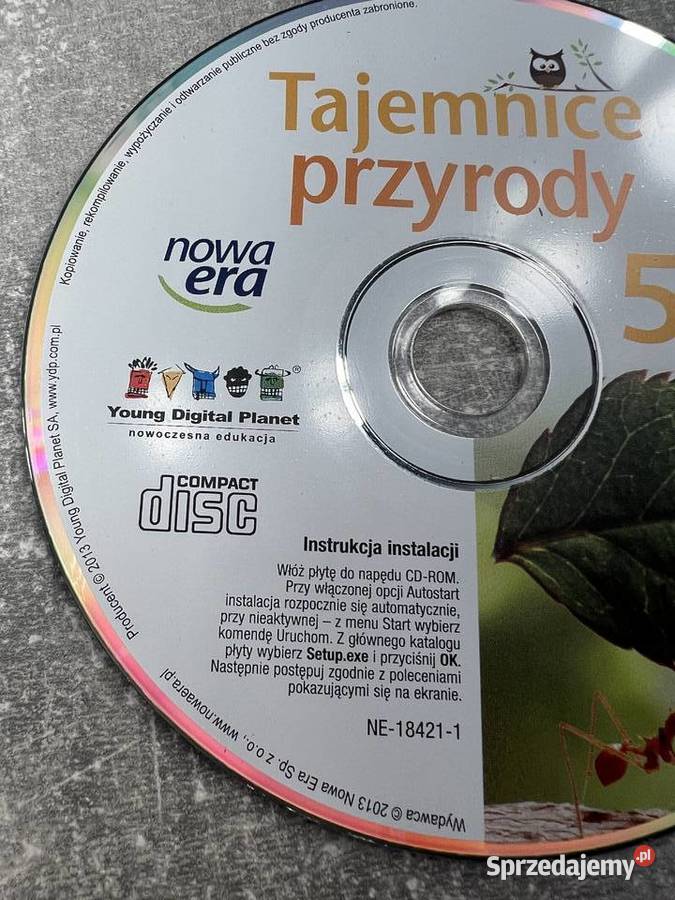 Kopiowanie, rekompilowanie, wypożyczanie i odtwarzanie publiczne bez zgody producenta zabronione.
Tajemnice
przyrody
5
nowa
era
®
Young Digital Planet
nowoczesna edukacja
COMPACT
disc
Instrukcja instalacji
Włóż płytę do napędu CD-ROM.
Przy włączonej opcji Autostart
instalacja rozpocznie się automatycznie,
przy nieaktywnej – z menu Start wybierz
komendę Uruchom. Z głównego katalogu
płyty wybierz Setup.exe i przyciśnij OK.
Następnie postępuj zgodnie z poleceniami
pokazującymi się na ekranie.
NE-18421-1
Producent © 2013 Young Digital Planet SA, www.ydp.com.pl
Wydawca © 2013 Nowa Era Sp. z o.o., www.nowaera.pl
Sprzedajemy.pl